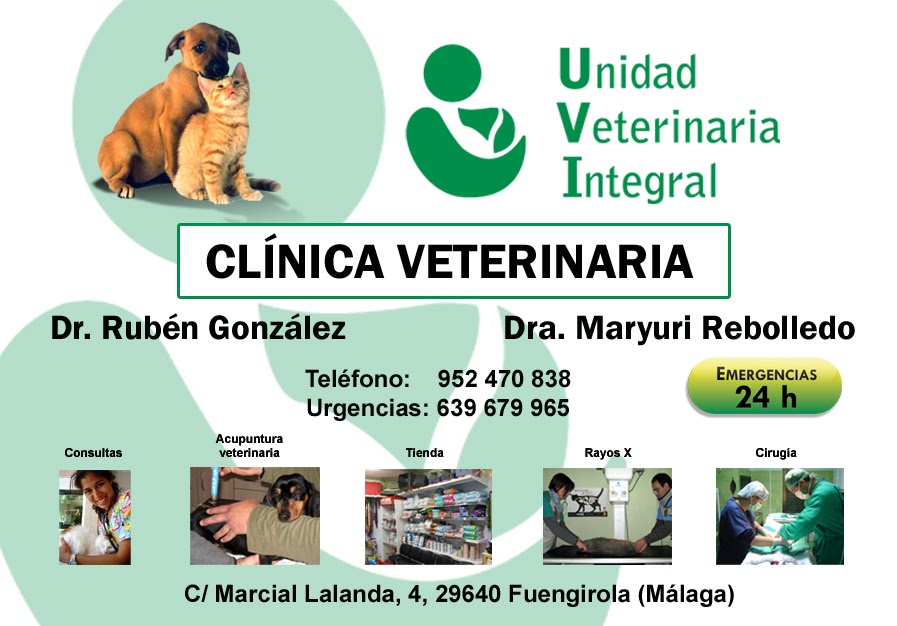 Unidad
Veterinaria
Integral
CLÍNICA VETERINARIA
Dr. Rubén González
Dra. Maryuri Rebolledo
Teléfono: 952 470 838
Urgencias: 639 679 965
EMERGENCIAS
24 h
Consultas
Acupuntura
veterinaria
Tienda
Rayos X
Cirugía
C/ Marcial Lalanda, 4, 29640 Fuengirola (Málaga)